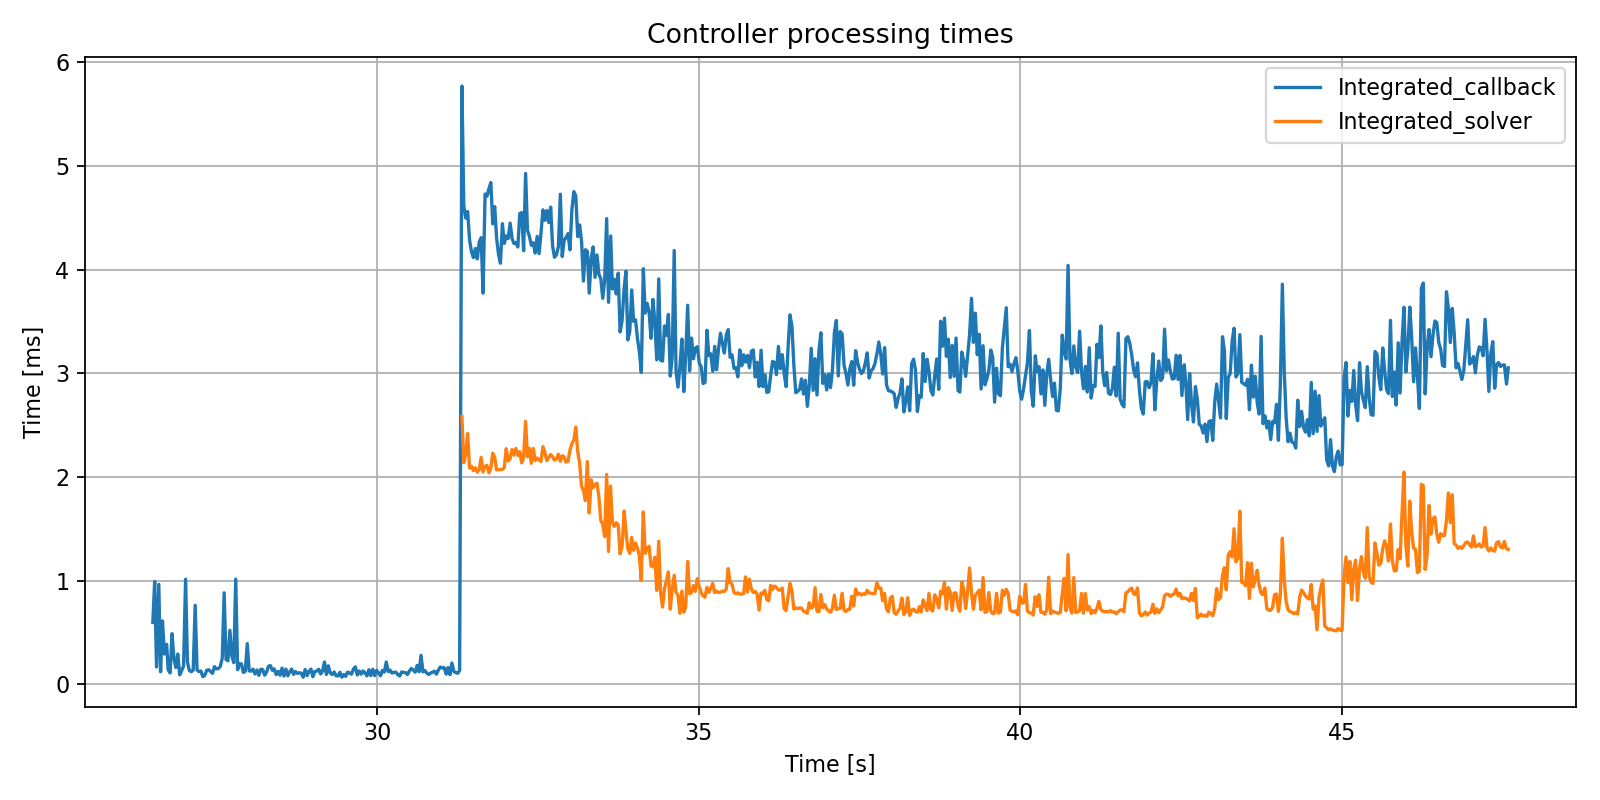 Controller processing times
Integrated_callback
Integrated_solver
Time [ms]
6
5
4
3
2
1
0
30
35
40
45
Time [s]